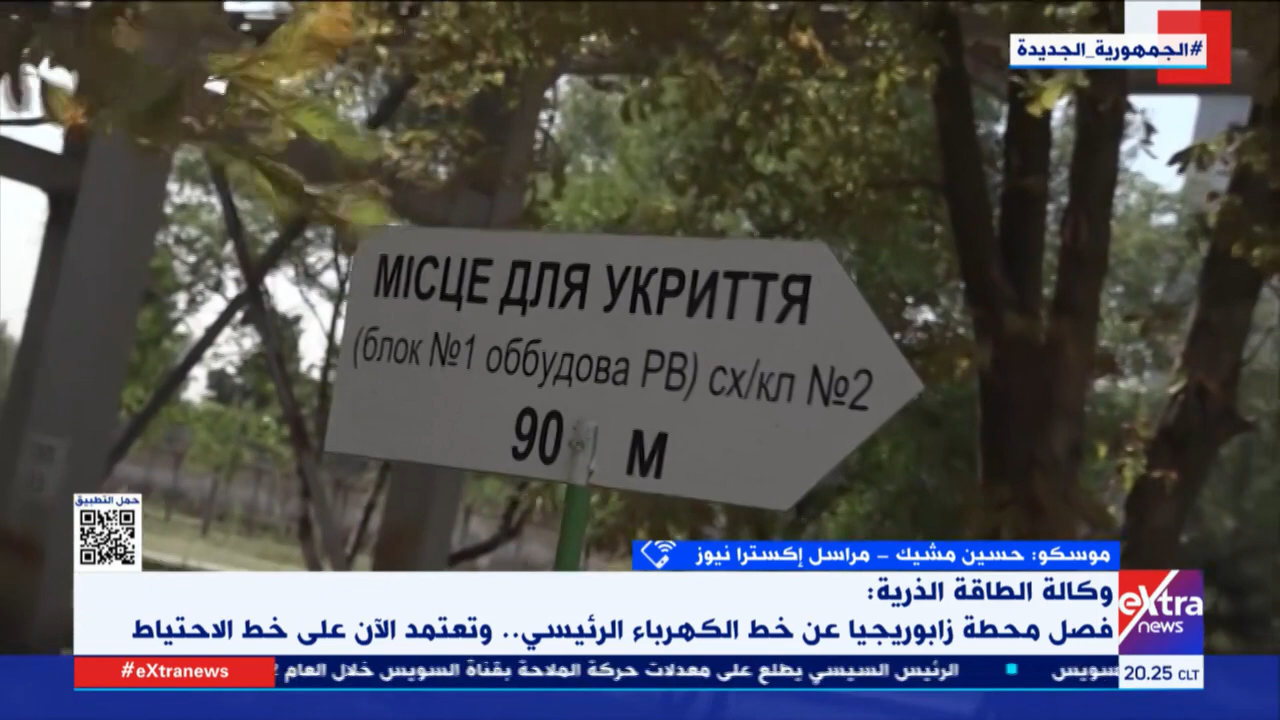 #الجمهورية_الجديدة
МІСЦЕ ДЛЯ УКРИТТЯ
(блок №1 оббудова РВ) сх/кл №2
90 М
حمل التطبيق
موسكو: حسين مشيك - مراسل إكسترا نيوز
وكالة الطاقة الذرية:
فصل محطة زابوريجيا عن خط الكهرباء الرئيسي.. وتعتمد الآن على خط الاحتياط
eXtra
news
#eXtranews
سويس ■ الرئيس السيسي يطلع على معدلات حركة الملاحة بقناة السويس خلال العام
20.25 CLT